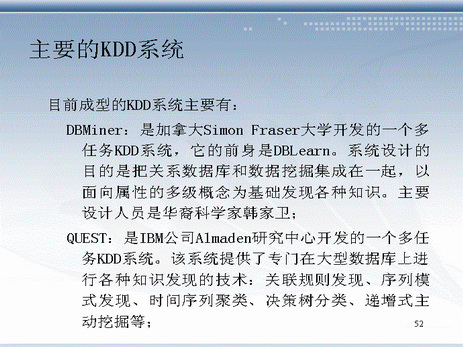 主要的KDD系统
目前成型的KDD系统主要有：
DBMiner：是加拿大Simon Fraser大学开发的一个多
任务KDD系统，它的前身是DBLearn。系统设计的
目的是把关系数据库和数据挖掘集成在一起，以
面向属性的多级概念为基础发现各种知识。主要
设计人员是华裔科学家韩家卫；
QUEST：是IBM公司Almaden研究中心开发的一个多任
务KDD系统。该系统提供了专门在大型数据库上进
行各种知识发现的技术：关联规则发现、序列模
式发现、时间序列聚类、决策树分类、递增式主
动挖掘等；
52